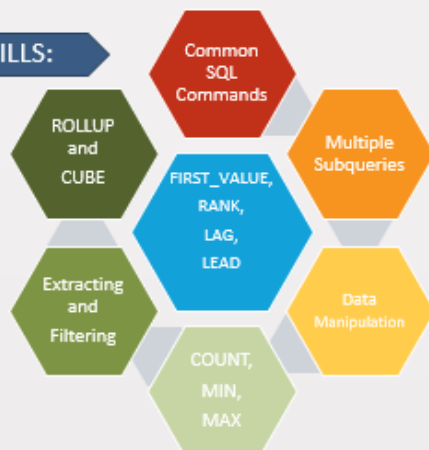 ILLS:
Common
SQL
Commands
ROLLUP
and
CUBE
Multiple
Subqueries
FIRST_VALUE,
RANK,
LAG,
LEAD
Extracting
and
Filtering
Data
Manipulation
COUNT,
MIN,
MAX